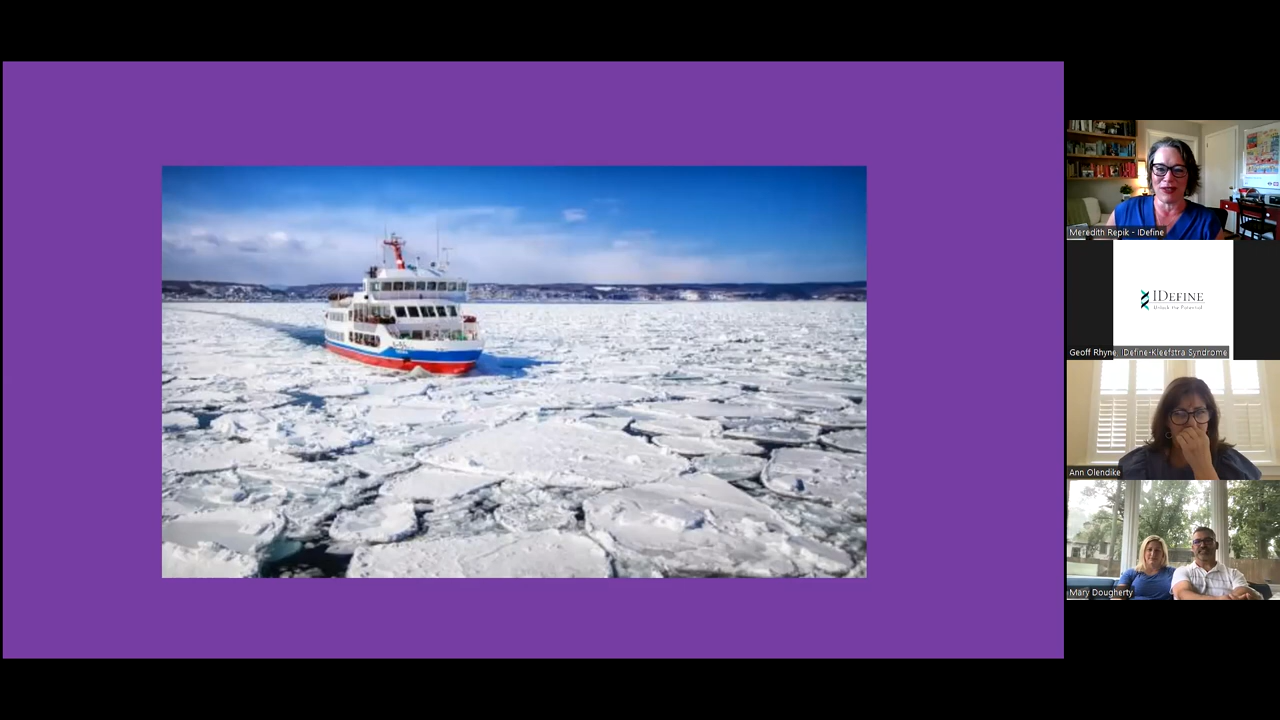 Meredith Repik - IDefine
IDEFINE
Unlock the Potential
Geoff Rhyne, IDefine-Kleefstra Syndrome
Ann Olendike
Mary Dougherty